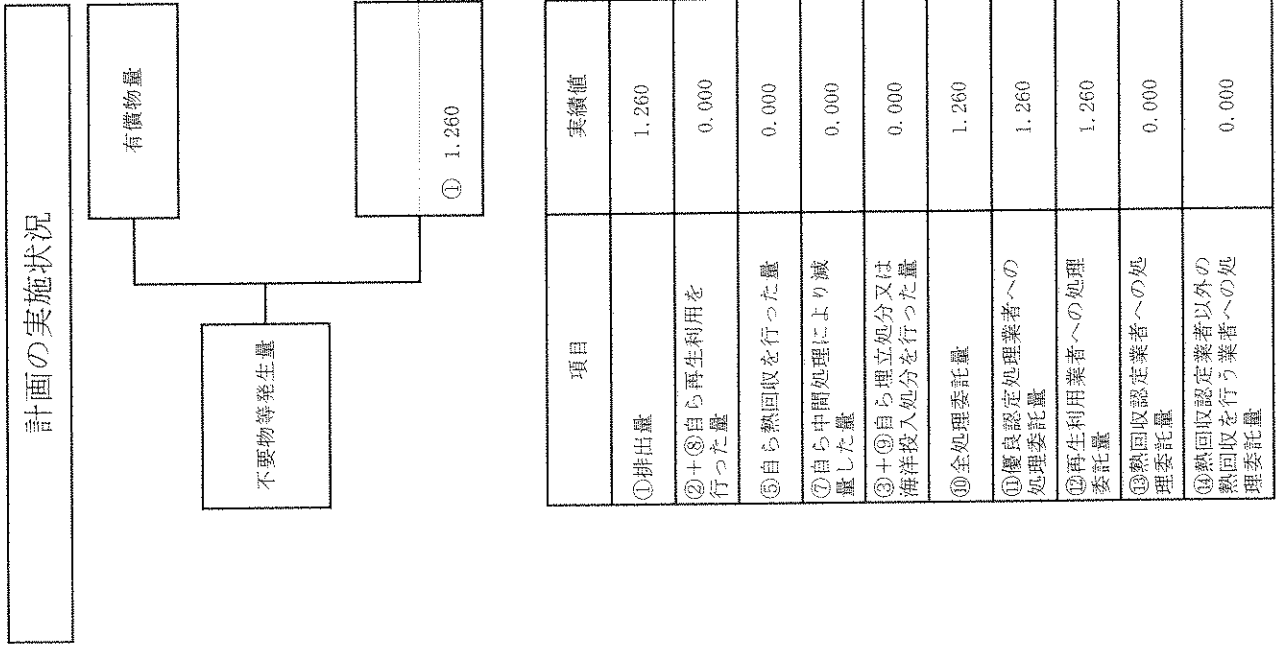 計画の実施状況
有償物量
不要物等発生量
① 1.260
項目
実績値
①排出量
1.260
②+⑧自ら再生利用を
行った量
0.000
⑤自ら熱回収を行った量
0.000
⑦自ら中間処理により減
量した量
0.000
③+⑨自ら埋立処分又は
海洋投入処分を行った量
0.000
⑩全処理委託量
1.260
⑪優良認定処理業者への
処理委託量
1.260
⑫再生利用業者への処理
委託量
1.260
⑬熱回収認定業者への処
理委託量
0.000
⑭熱回収認定業者以外の
熱回収を行う業者への処
理委託量
0.000